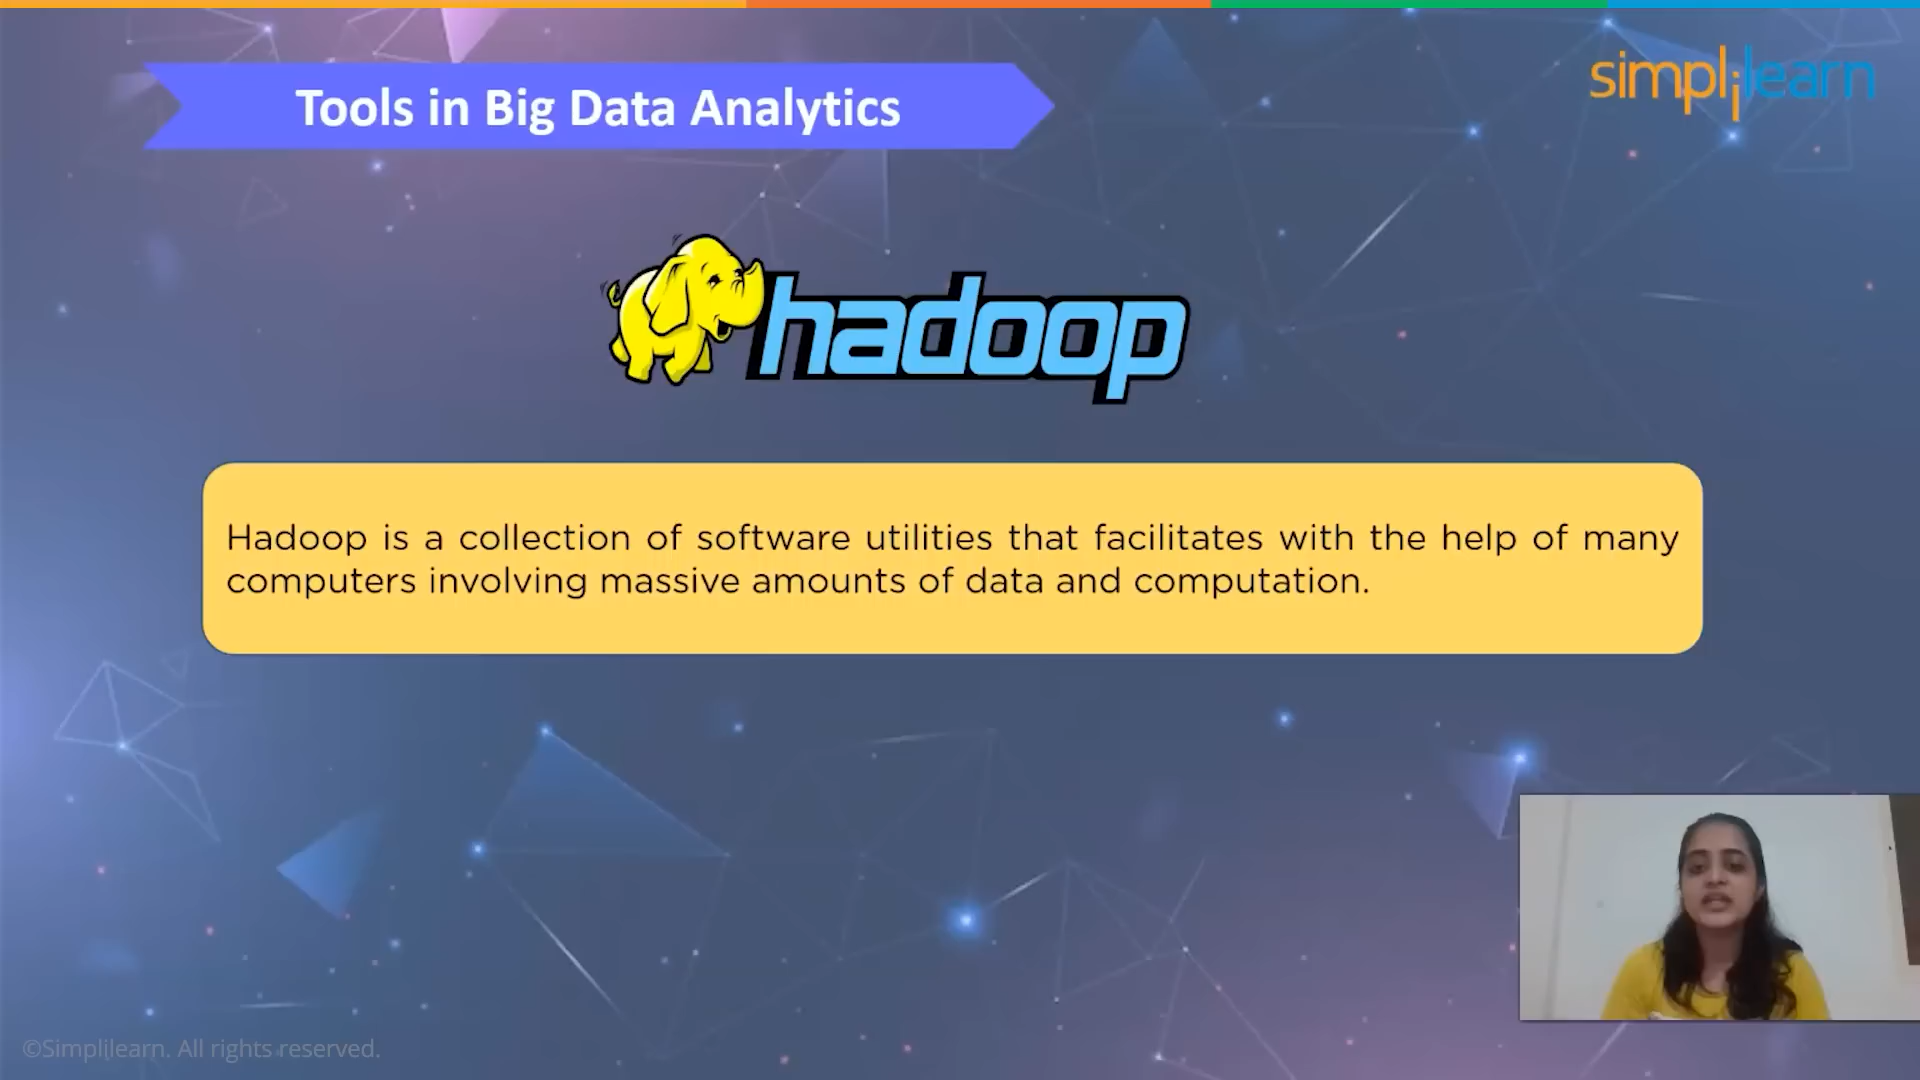 simplilearn
Tools in Big Data Analytics
hadoop
Hadoop is a collection of software utilities that facilitates with the help of many
computers involving massive amounts of data and computation.
©Simplilearn. All rights reserved.